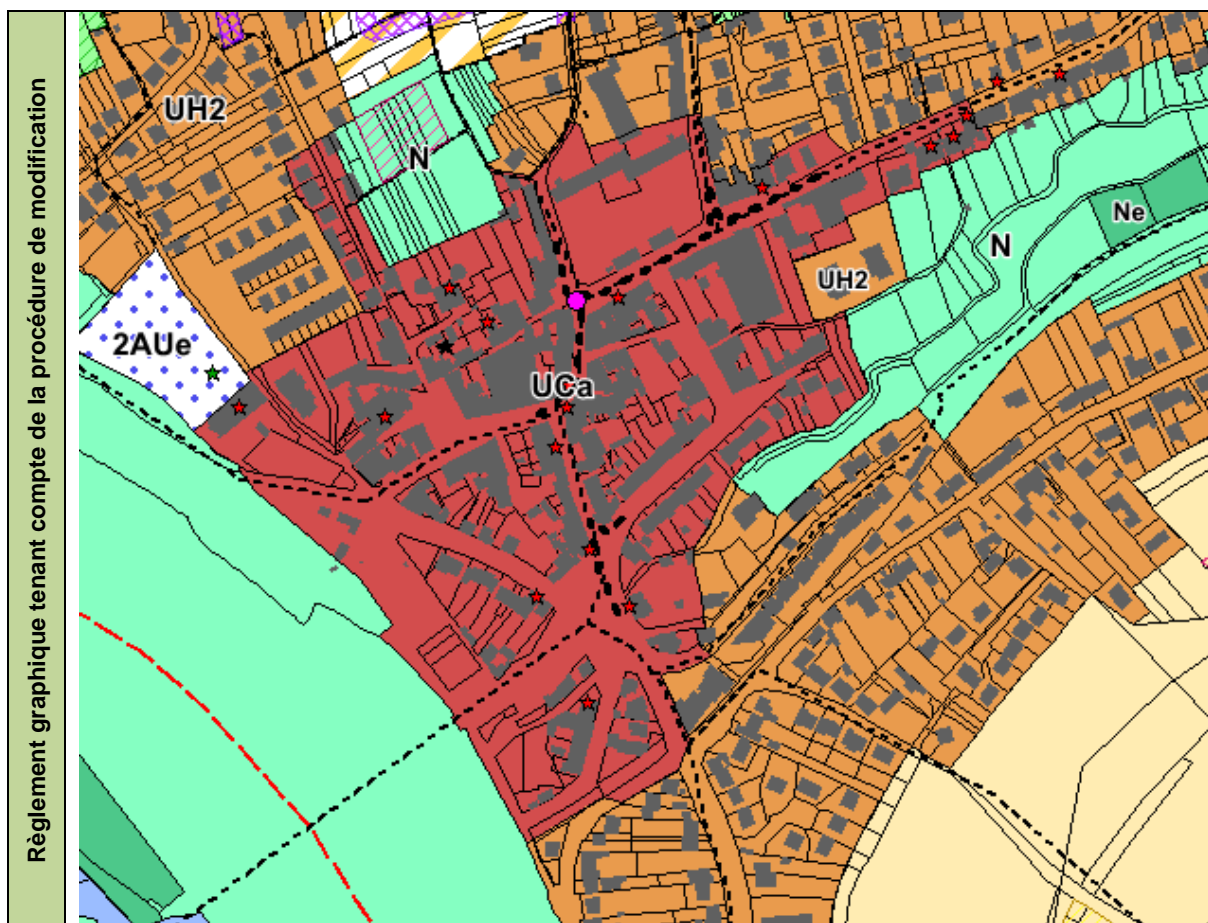 Règlement graphique tenant compte de la procédure de modification
UH2
N
Ne
N
UH2
2AUe
UCa